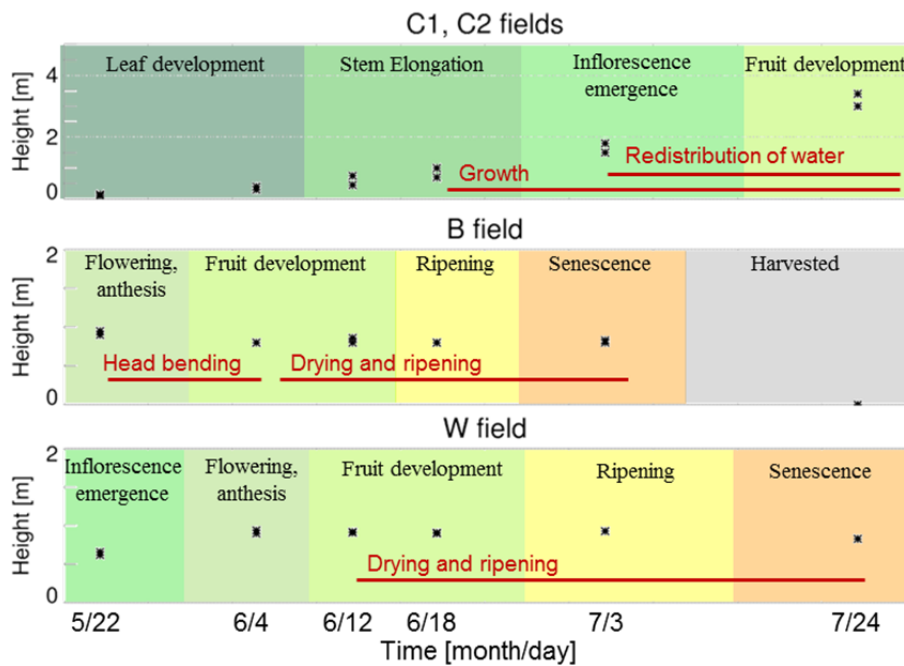 C1, C2 fields
Height [m]
4
2
0
Leaf development
Stem Elongation
Inflorescence
emergence
Fruit development
Growth
Redistribution of water
B field
Height [m]
2
0
Flowering,
anthesis
Fruit development
Ripening
Senescence
Harvested
Head bending
Drying and ripening
W field
Height [m]
2
0
Inflorescence
emergence
Flowering,
anthesis
Fruit development
Ripening
Senescence
Drying and ripening
5/22 6/4 6/12 6/18 7/3 7/24
Time [month/day]